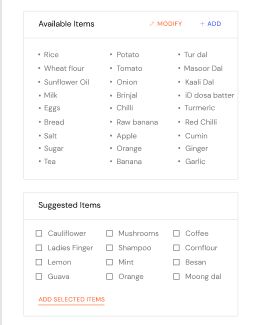 Available Items MODIFY + ADD
• Rice • Potato • Tur dal
• Wheat flour • Tomato • Masoor Dal
• Sunflower Oil • Onion • Kaali Dal
• Milk • Brinjal • iD dosa batter
• Eggs • Chilli • Turmeric
• Bread • Raw banana • Red Chilli
• Salt • Apple • Cumin
• Sugar • Orange • Ginger
• Tea • Banana • Garlic
Suggested Items
Cauliflower Mushrooms Coffee
Ladies Finger Shampoo Cornflour
Lemon Mint Besan
Guava Orange Moong dal
ADD SELECTED ITEMS